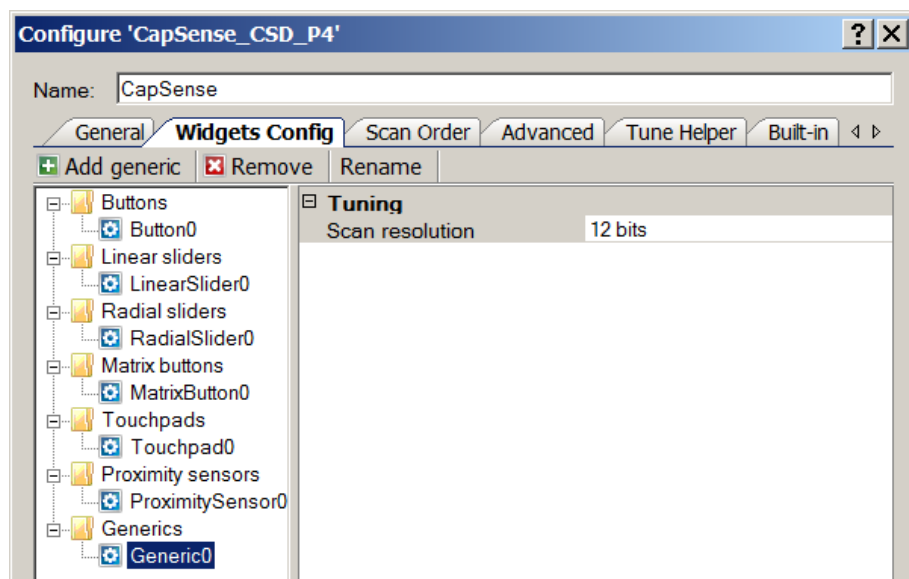 Configure 'CapSense_CSD_P4'
? X
Name: CapSense
General Widgets Config Scan Order Advanced Tune Helper Built-in
Add generic Remove Rename
Buttons
Button0
Linear sliders
LinearSlider0
Radial sliders
RadialSlider0
Matrix buttons
MatrixButton0
Touchpads
Touchpad0
Proximity sensors
ProximitySensor0
Generics
Generic0
Tuning
Scan resolution 12 bits